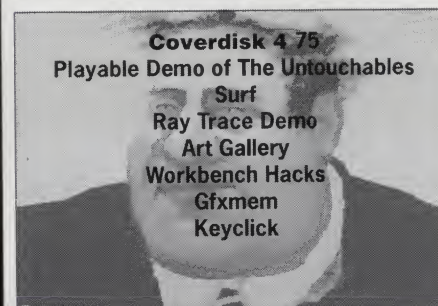 Coverdisk 4 75
Playable Demo of The Untouchables
Surf
Ray Trace Demo
Art Gallery
Workbench Hacks
Gfxmem
Keyclick